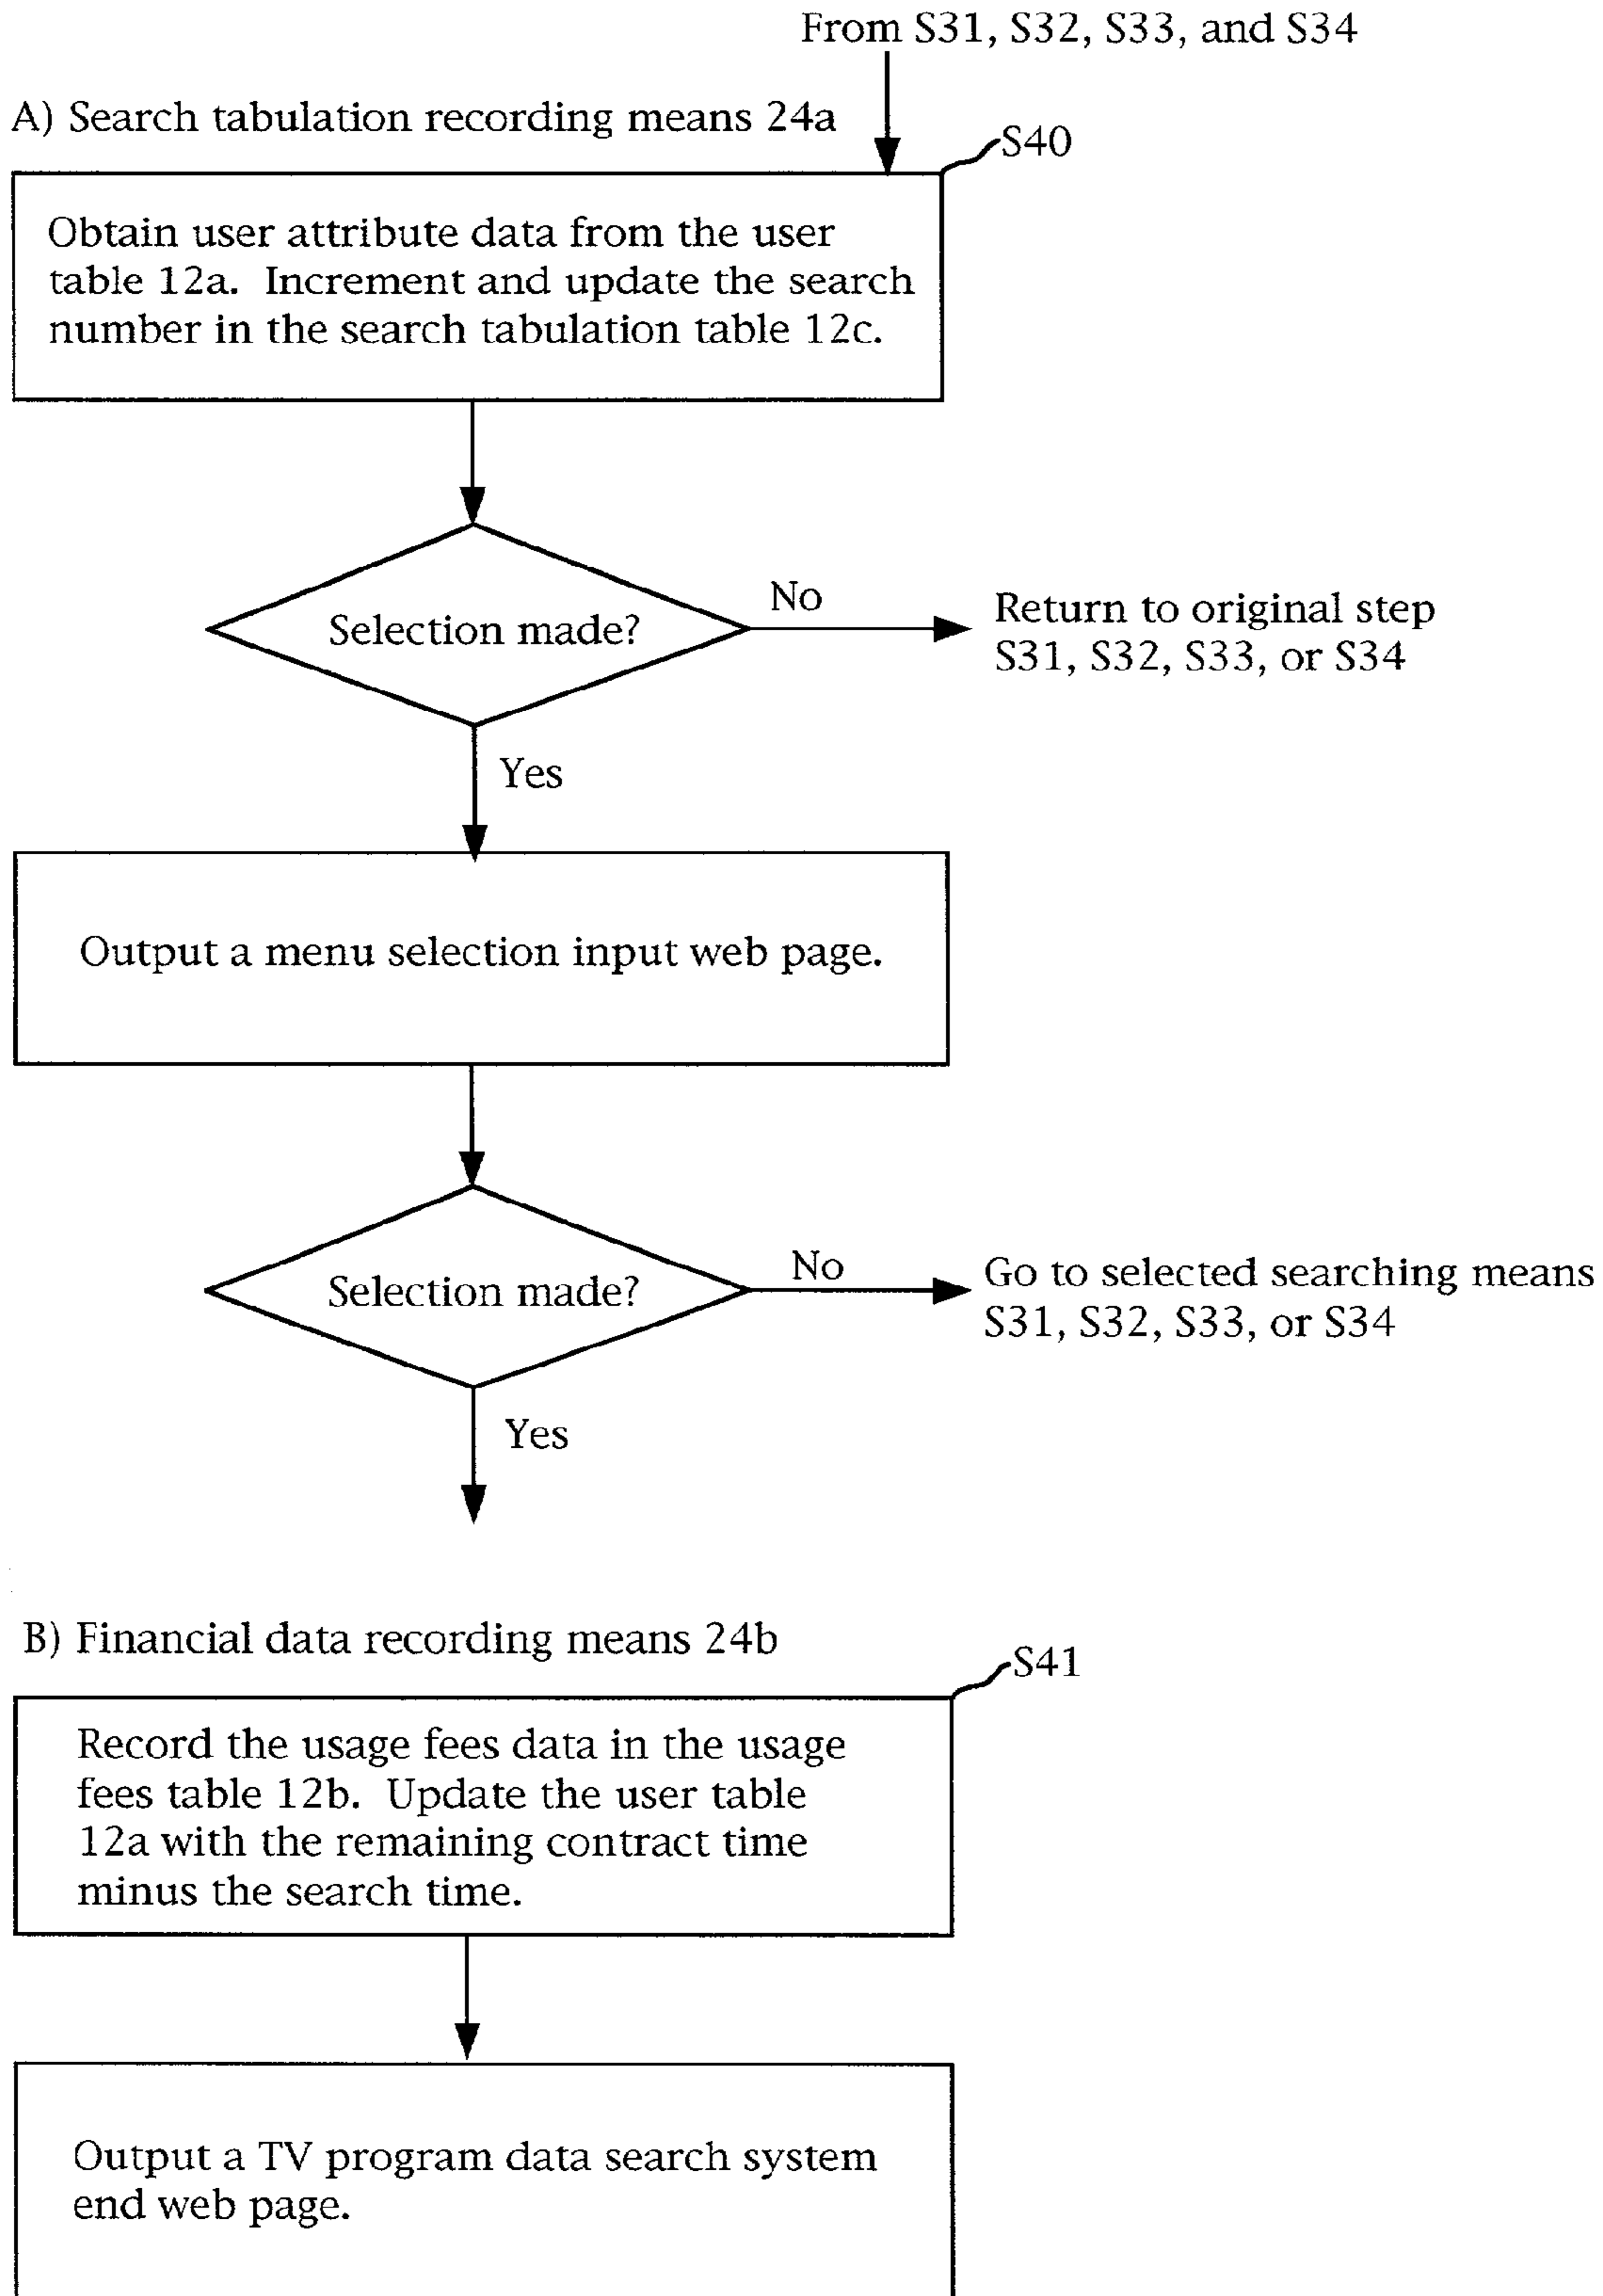 From S31, S32, S33, and S34
A) Search tabulation recording means 24a
S40
Obtain user attribute data from the user
table 12a.  Increment and update the search
number in the search tabulation table 12c.
Selection made?
No
Return to original step
S31, S32, S33, or S34
Yes
Output a menu selection input web page.
Selection made?
No
Go to selected searching means
S31, S32, S33, or S34
Yes
B) Financial data recording means 24b
S41
Record the usage fees data in the usage
fees table 12b.  Update the user table
12a with the remaining contract time
minus the search time.
Output a TV program data search system
end web page.